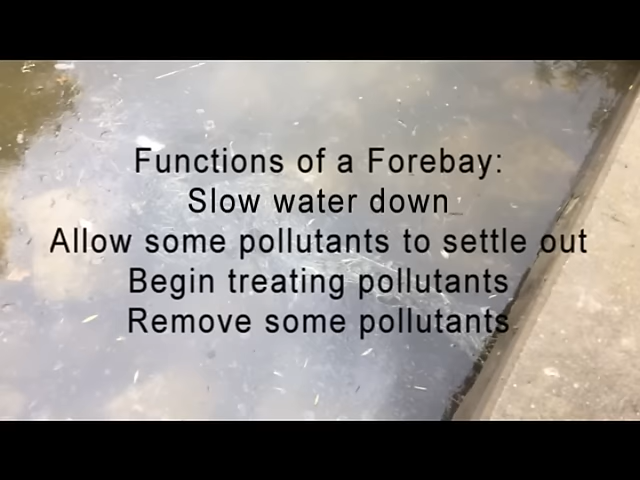 Functions of a Forebay:
Slow water down
Allow some pollutants to settle out
Begin treating pollutants
Remove some pollutants